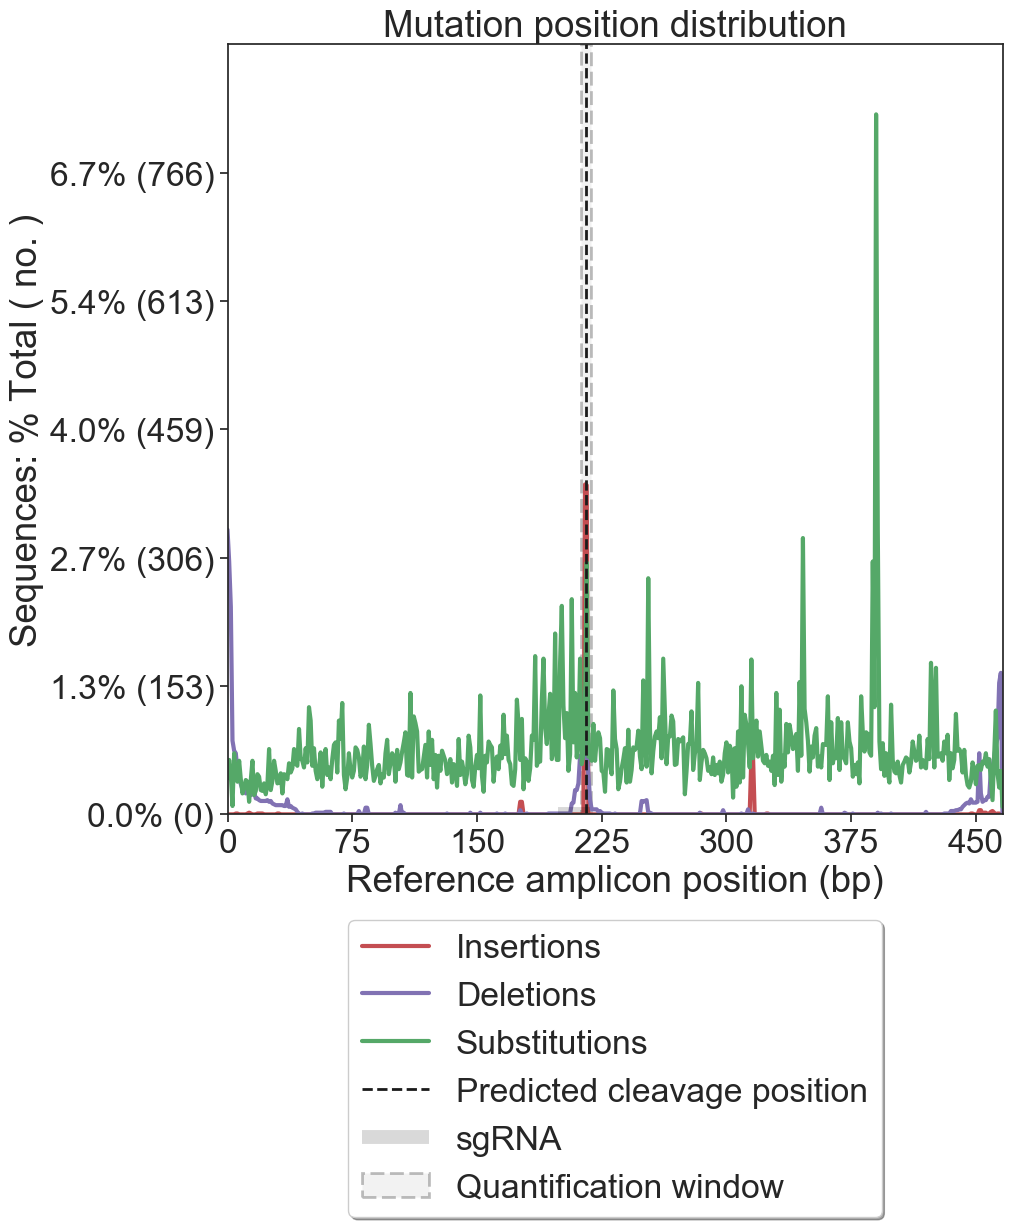 Mutation position distribution
Sequences: % Total ( no. )
6.7% (766)
5.4% (613)
4.0% (459)
2.7% (306)
1.3% (153)
0.0% (0)
0 75 150 225 300 375 450
Reference amplicon position (bp)
Insertions
Deletions
Substitutions
Predicted cleavage position
sgRNA
Quantification window